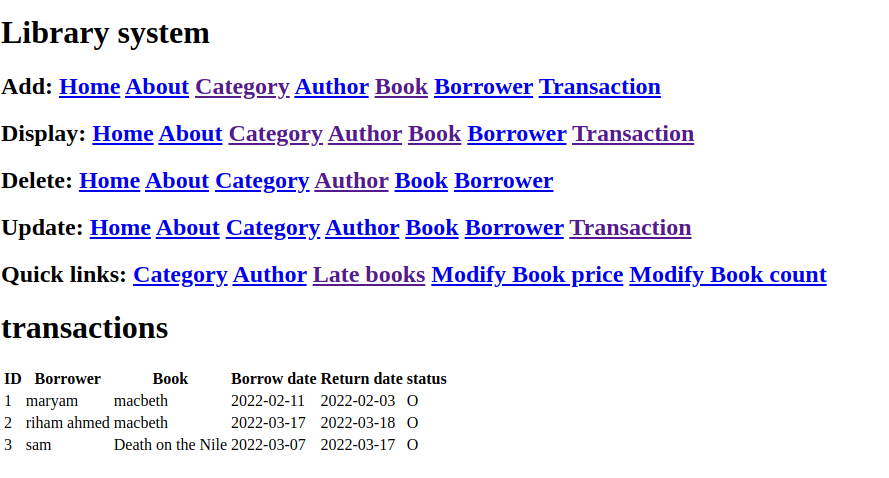 Library system
Add: Home About Category Author Book Borrower Transaction
Display: Home About Category Author Book Borrower Transaction
Delete: Home About Category Author Book Borrower
Update: Home About Category Author Book Borrower Transaction
Quick links: Category Author Late books Modify Book price Modify Book count
transactions
ID Borrower Book Borrow date Return date status
1 maryam macbeth 2022-02-11 2022-02-03 O
2 riham ahmed macbeth 2022-03-17 2022-03-18 O
3 sam Death on the Nile 2022-03-07 2022-03-17 O